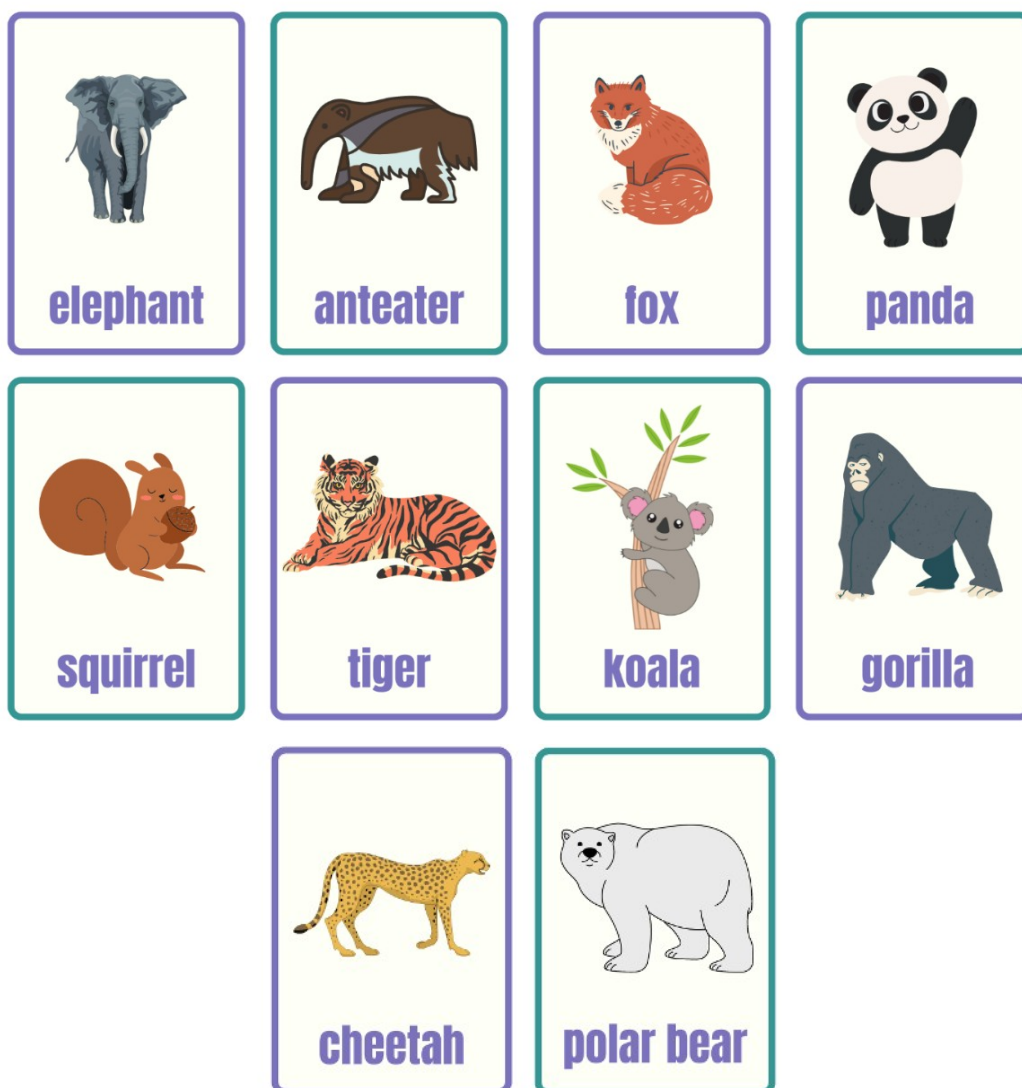 elephant
anteater
fox
panda
squirrel
tiger
koala
gorilla
cheetah
polar bear